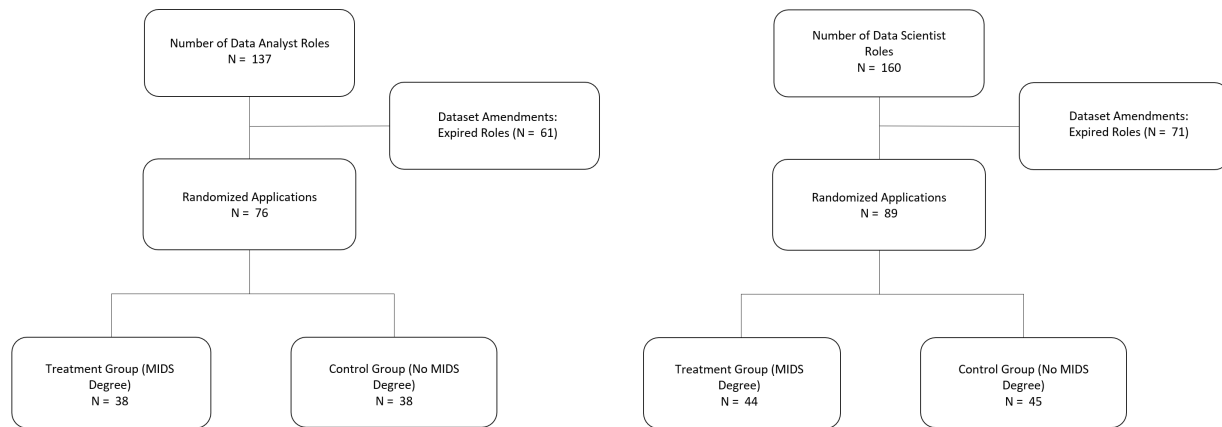 Number of Data Analyst Roles
N = 137
Dataset Amendments:
Expired Roles (N = 61)
Randomized Applications
N = 76
Treatment Group (MIDS
Degree)
N = 38
Control Group (No MIDS
Degree)
N = 38
Number of Data Scientist
Roles
N = 160
Dataset Amendments:
Expired Roles (N = 71)
Randomized Applications
N = 89
Treatment Group (MIDS
Degree)
N = 44
Control Group (No MIDS
Degree)
N = 45